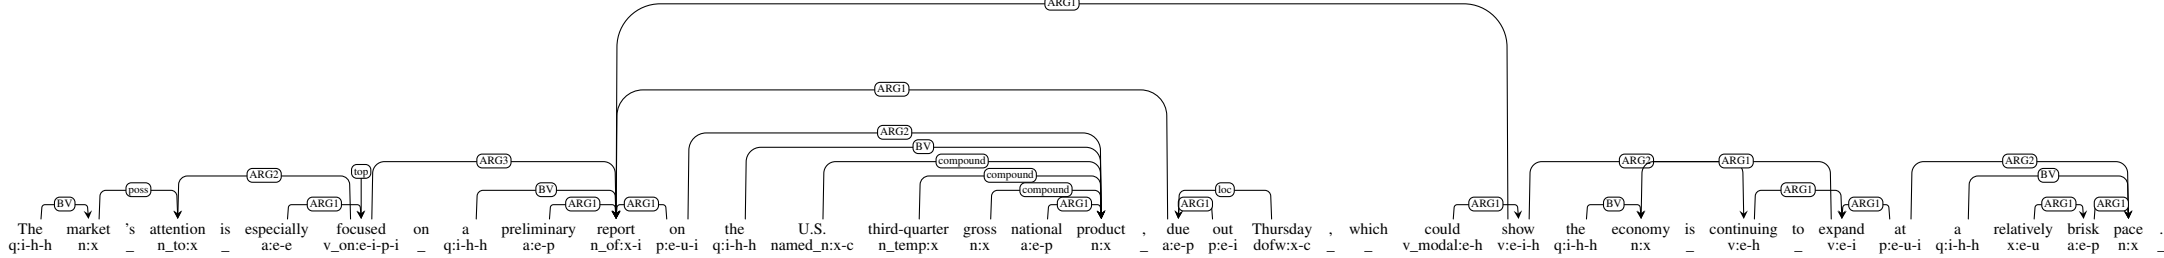 ARG1
ARG1
ARG2
BV
ARG3 top compound ARG2 ARG1 ARG2
ARG2 compound BV
poss BV compound loc ARG1
BV ARG1 ARG1 ARG1 ARG1 ARG1 ARG1 BV ARG1 ARG1 ARG1
The market 's attention is especially focused on a preliminary report on the U.S. third-quarter gross national product , due out Thursday , which could show the economy is continuing to expand at a relatively brisk pace .
q:i-h-h n:x _ n_to:x _ a:e-e v_on:e-i-p-i _ q:i-h-h a:e-p n_of:x-i p:e-u-i q:i-h-h named_n:x-c n_temp:x n:x a:e-p n:x _ a:e-p p:e-i dofw:x-c _ _ v_modal:e-h v:e-i-h q:i-h-h n:x _ v:e-h _ v:e-i p:e-u-i q:i-h-h x:e-u a:e-p n:x _